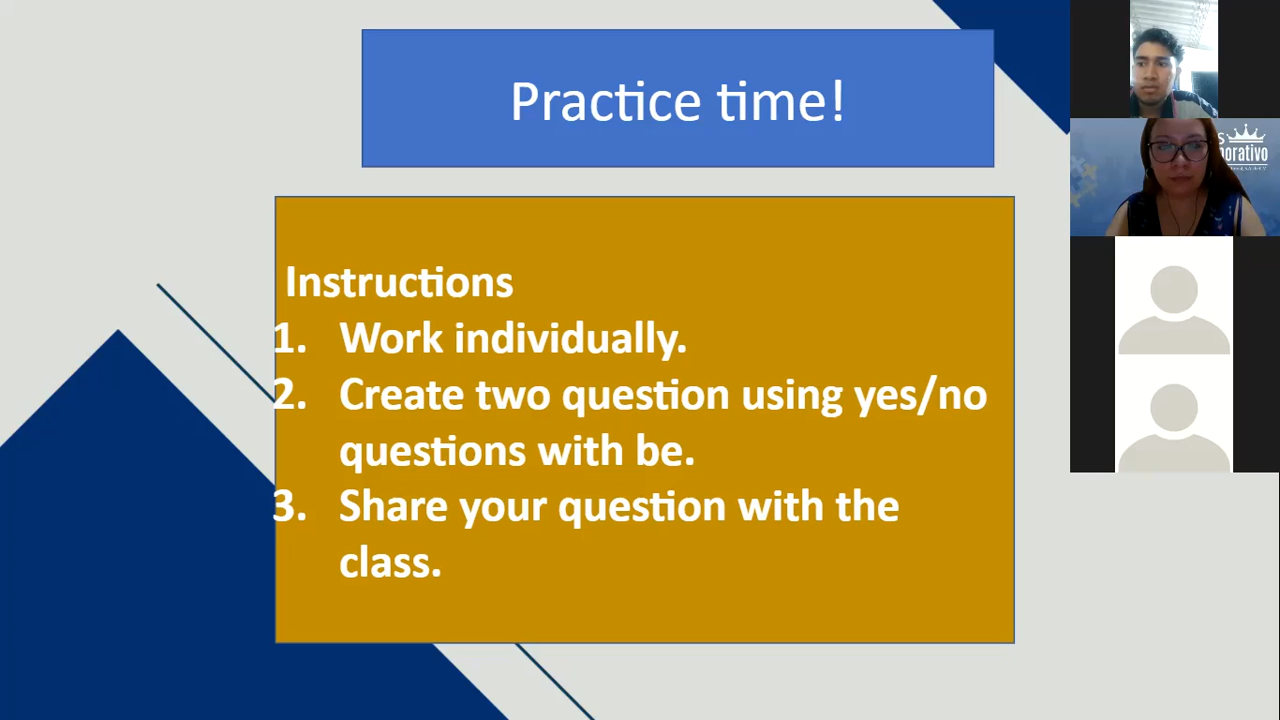 Practice time!
Instructions
1. Work individually.
2. Create two question using yes/no
questions with be.
3. Share your question with the
class.